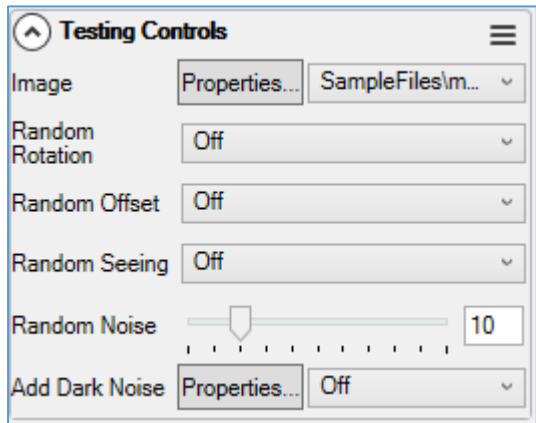 Testing Controls
Image Properties... SampleFiles\m...
Random
Rotation Off
Random Offset Off
Random Seeing Off
Random Noise 10
Add Dark Noise Properties... Off